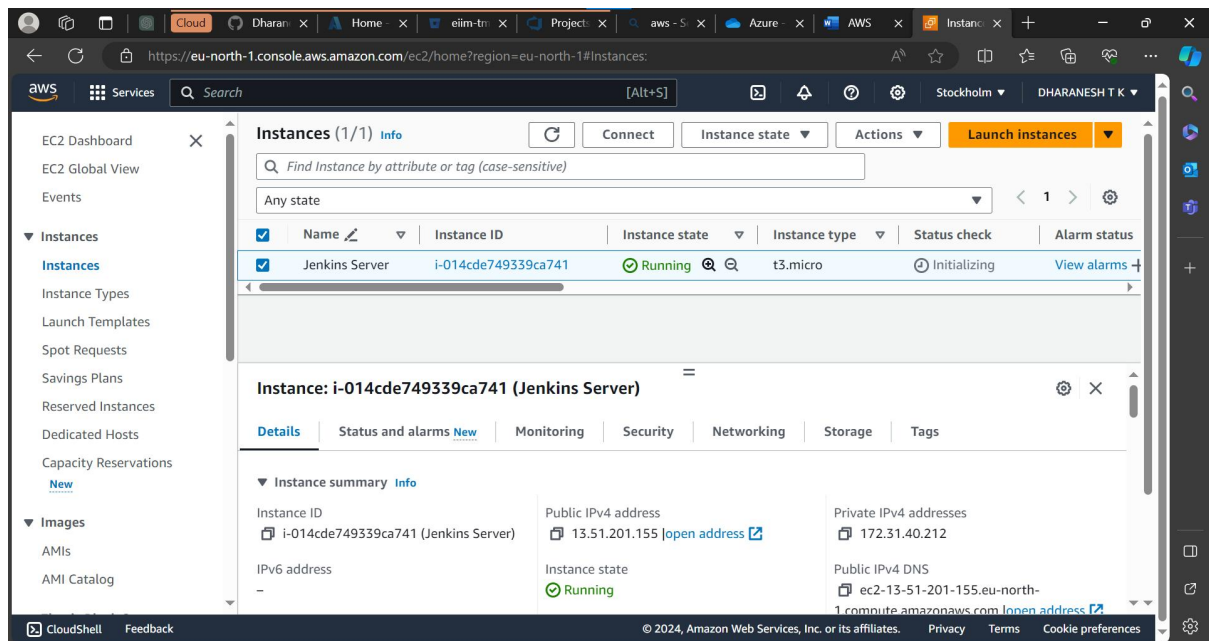 Cloud Dharan Home - eiim-tm Projects aws - S Azure - AWS Instanc
https://eu-north-1.console.aws.amazon.com/ec2/home?region=eu-north-1#Instances:
aws Services Search [Alt+S] Stockholm DHARANESH T K
EC2 Dashboard
EC2 Global View
Events
Instances
Instances
Instance Types
Launch Templates
Spot Requests
Savings Plans
Reserved Instances
Dedicated Hosts
Capacity Reservations
New
Images
AMIs
AMI Catalog
Instances (1/1) Info Connect Instance state Actions Launch instances
Find Instance by attribute or tag (case-sensitive)
Any state 1
Name Instance ID Instance state Instance type Status check Alarm status
Jenkins Server i-014cde749339ca741 Running t3.micro Initializing View alarms +
Instance: i-014cde749339ca741 (Jenkins Server)
Details Status and alarms New Monitoring Security Networking Storage Tags
Instance summary Info
Instance ID
i-014cde749339ca741 (Jenkins Server)
Public IPv4 address
13.51.201.155 |open address
Private IPv4 addresses
172.31.40.212
IPv6 address
–
Instance state
Running
Public IPv4 DNS
ec2-13-51-201-155.eu-north-
1.compute.amazonaws.com |open address
CloudShell Feedback © 2024, Amazon Web Services, Inc. or its affiliates. Privacy Terms Cookie preferences